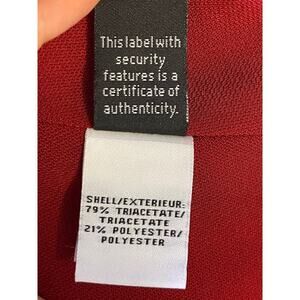 This label with
security
features is a
certificate of
authenticity.
SHELL/EXTERIEUR:
79% TRIACETATE/
TRIACETATE
21% POLYESTER/
POLYESTER